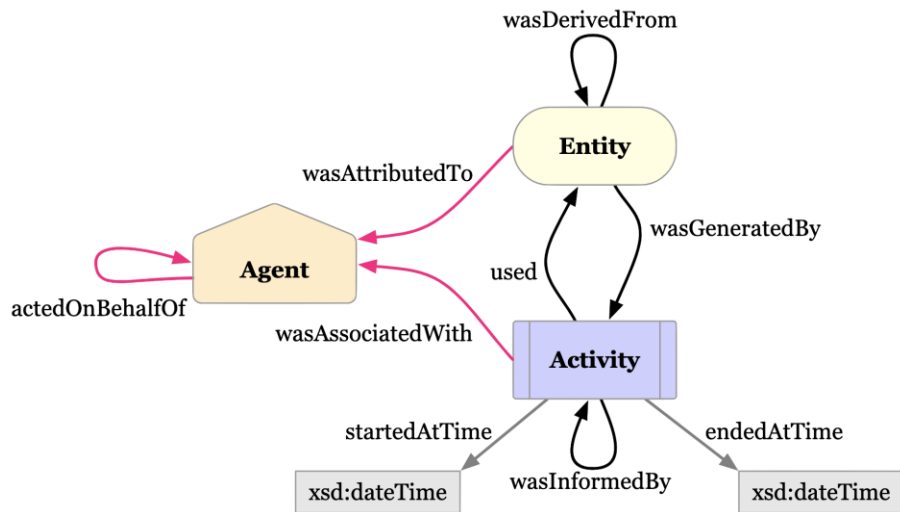 wasDerivedFrom
Entity
wasAttributedTo
wasGeneratedBy
Agent
used
actedOnBehalfOf
wasAssociatedWith
Activity
startedAtTime
endedAtTime
wasInformedBy
xsd:dateTime
xsd:dateTime